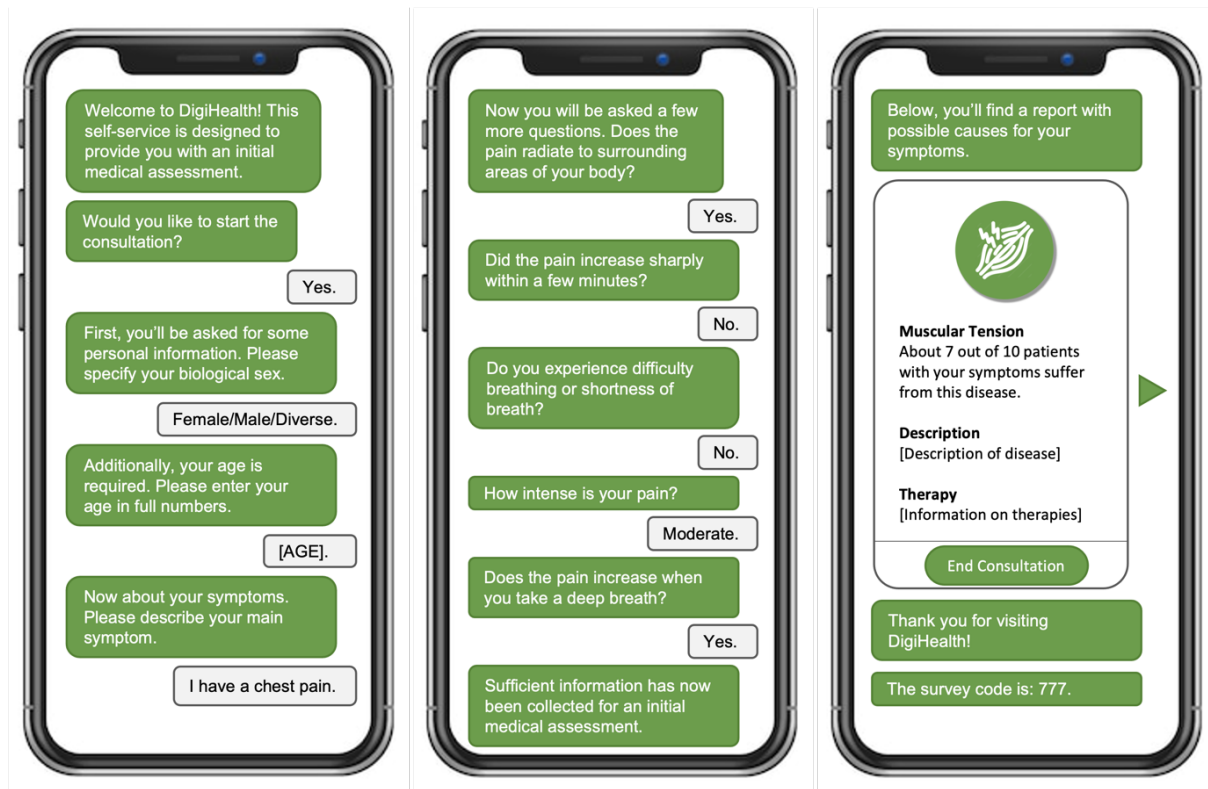 Welcome to DigiHealth! This
self-service is designed to
provide you with an initial
medical assessment.
Would you like to start the
consultation?
Yes.
First, you’ll be asked for some
personal information. Please
specify your biological sex.
Female/Male/Diverse.
Additionally, your age is
required. Please enter your
age in full numbers.
[AGE].
Now about your symptoms.
Please describe your main
symptom.
I have a chest pain.
Now you will be asked a few
more questions. Does the
pain radiate to surrounding
areas of your body?
Yes.
Did the pain increase sharply
within a few minutes?
No.
Do you experience difficulty
breathing or shortness of
breath?
No.
How intense is your pain?
Moderate.
Does the pain increase when
you take a deep breath?
Yes.
Sufficient information has now
been collected for an initial
medical assessment.
Below, you’ll find a report with
possible causes for your
symptoms.
Muscular Tension
About 7 out of 10 patients
with your symptoms suffer
from this disease.
Description
[Description of disease]
Therapy
[Information on therapies]
End Consultation
Thank you for visiting
DigiHealth!
The survey code is: 777.